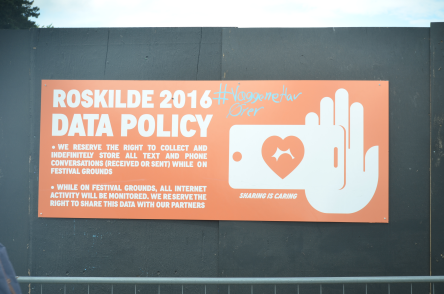 ROSKILDE 2016
DATA POLICY
• WE RESERVE THE RIGHT TO COLLECT AND
INDEFINITELY STORE ALL TEXT AND PHONE
CONVERSATIONS (RECEIVED OR SENT) WHILE ON
FESTIVAL GROUNDS
• WHILE ON FESTIVAL GROUNDS, ALL INTERNET
ACTIVITY WILL BE MONITORED. WE RESERVE THE
RIGHT TO SHARE THIS DATA WITH OUR PARTNERS
SHARING IS CARING